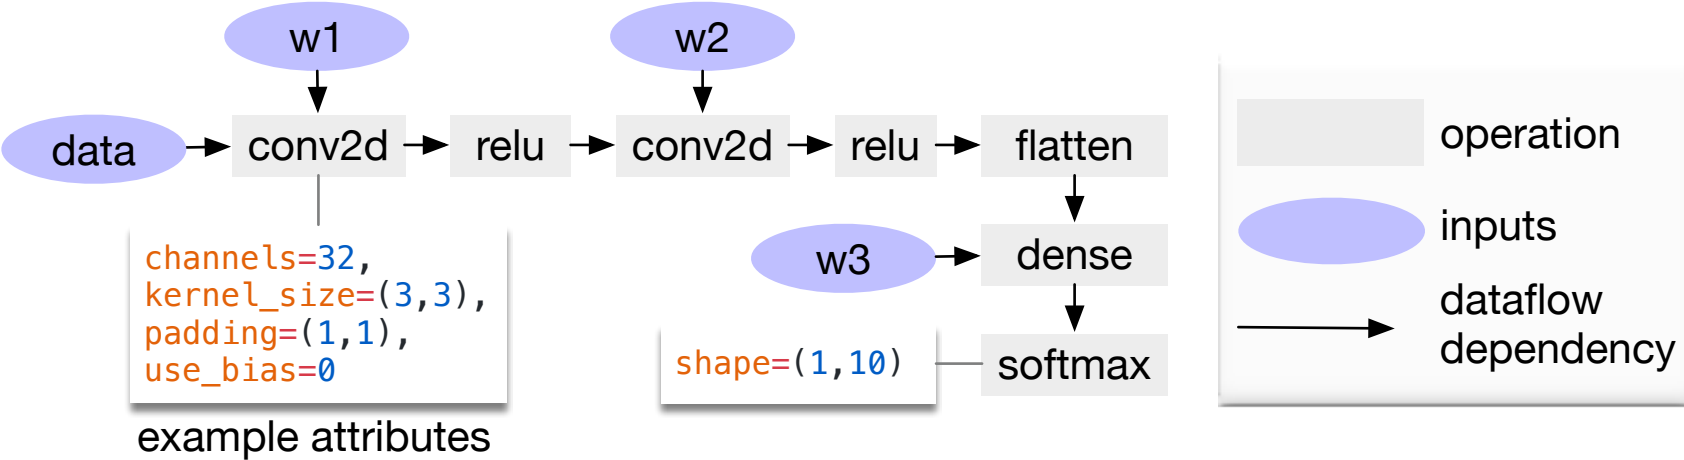 w1
w2
data
conv2d
relu
conv2d
relu
flatten
channels=32,
kernel_size=(3,3),
padding=(1,1),
use_bias=0
example attributes
w3
dense
shape=(1,10)
softmax
operation
inputs
dataflow
dependency